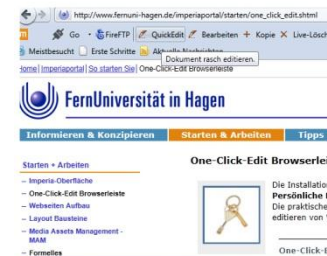 http://www.fernuni-hagen.de/imperiaportal/starten/one_click_edit.shtml
Go FireFTP QuickEdit Bearbeiten + Kopie Live-Lösch
Meistbesucht Erste Schritte Aktuelle Nachrichten
Dokument rasch editieren.
Home| Imperiaportal| So starten Sie| One-Click-Edit Browserleiste
FernUniversität in Hagen
Informieren & Konzipieren Starten & Arbeiten Tipps
Starten + Arbeiten
– Imperia-Oberfläche
– One-Click-Edit Browserleiste
– Webseiten Aufbau
– Layout Bausteine
– Media Assets Management -
MAM
– Formelles
One-Click-Edit Browserlei
Die Installatio
Persönliche
Die praktische
editieren von
One-Click-E